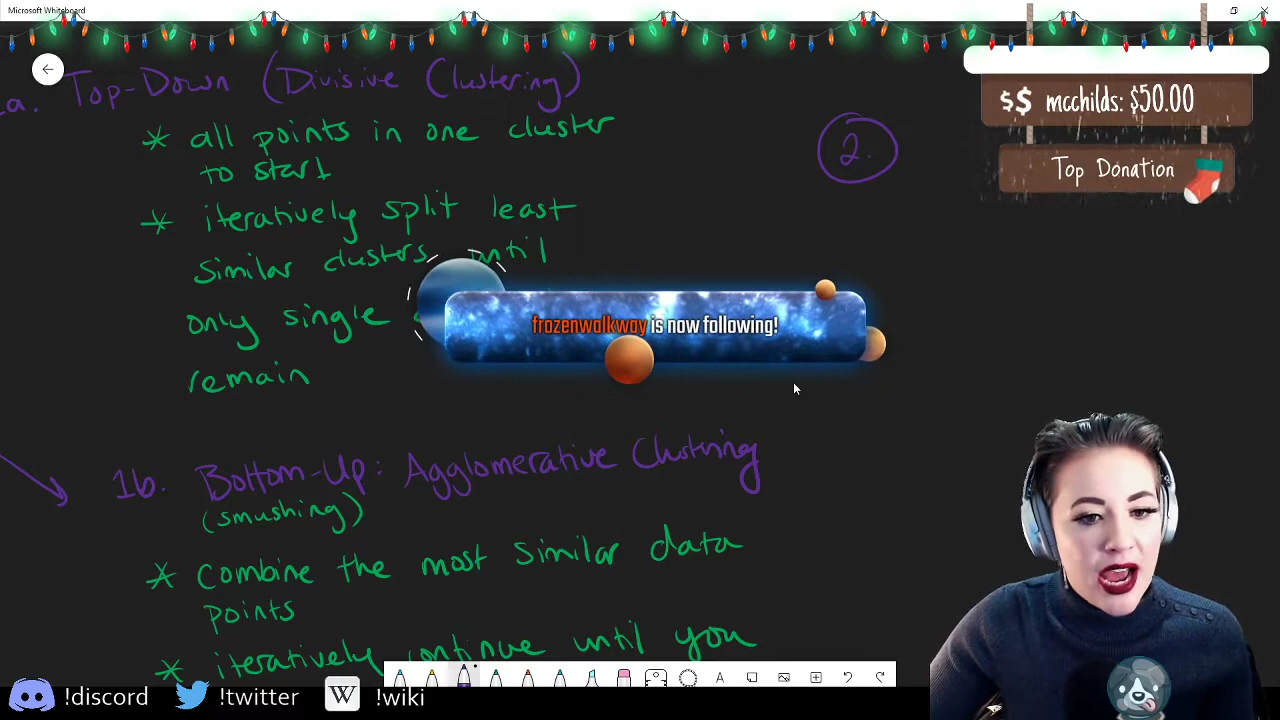 Microsoft Whiteboard
a. Top-Down (Divisive Clustering)
* all points in one cluster
to start
* iteratively split least
similar clusters until
only single
remain
2.
$$ mcchilds: $50.00
Top Donation
frozenwalkway is now following!
1b. Bottom-Up: Agglomerative Clustering
(smushing)
* Combine the most similar data
points
* iteratively continue until you
A
!discord
!twitter
W !wiki